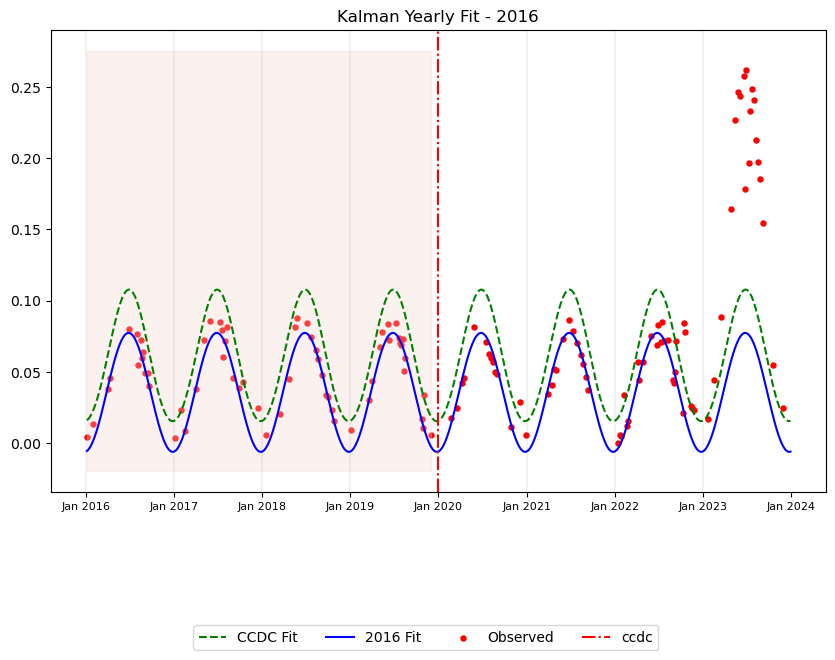 Kalman Yearly Fit - 2016
0.25
0.20
0.15
0.10
0.05
0.00
Jan 2016 Jan 2017 Jan 2018 Jan 2019 Jan 2020 Jan 2021 Jan 2022 Jan 2023 Jan 2024
CCDC Fit 2016 Fit Observed ccdc